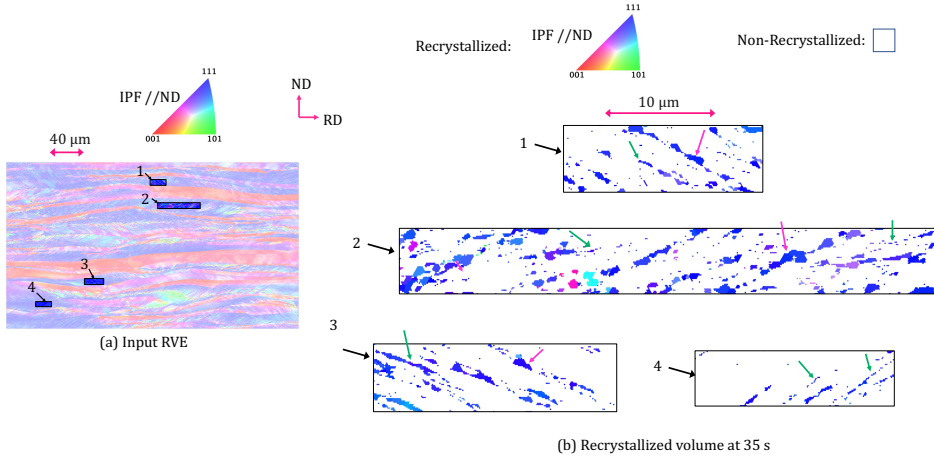 Recrystallized:
IPF //ND
111
001
101
Non-Recrystallized:
111
IPF //ND
001
101
ND
RD
40 µm
10 µm
1
2
3
4
(a) Input RVE
1
2
3
4
(b) Recrystallized volume at 35 s